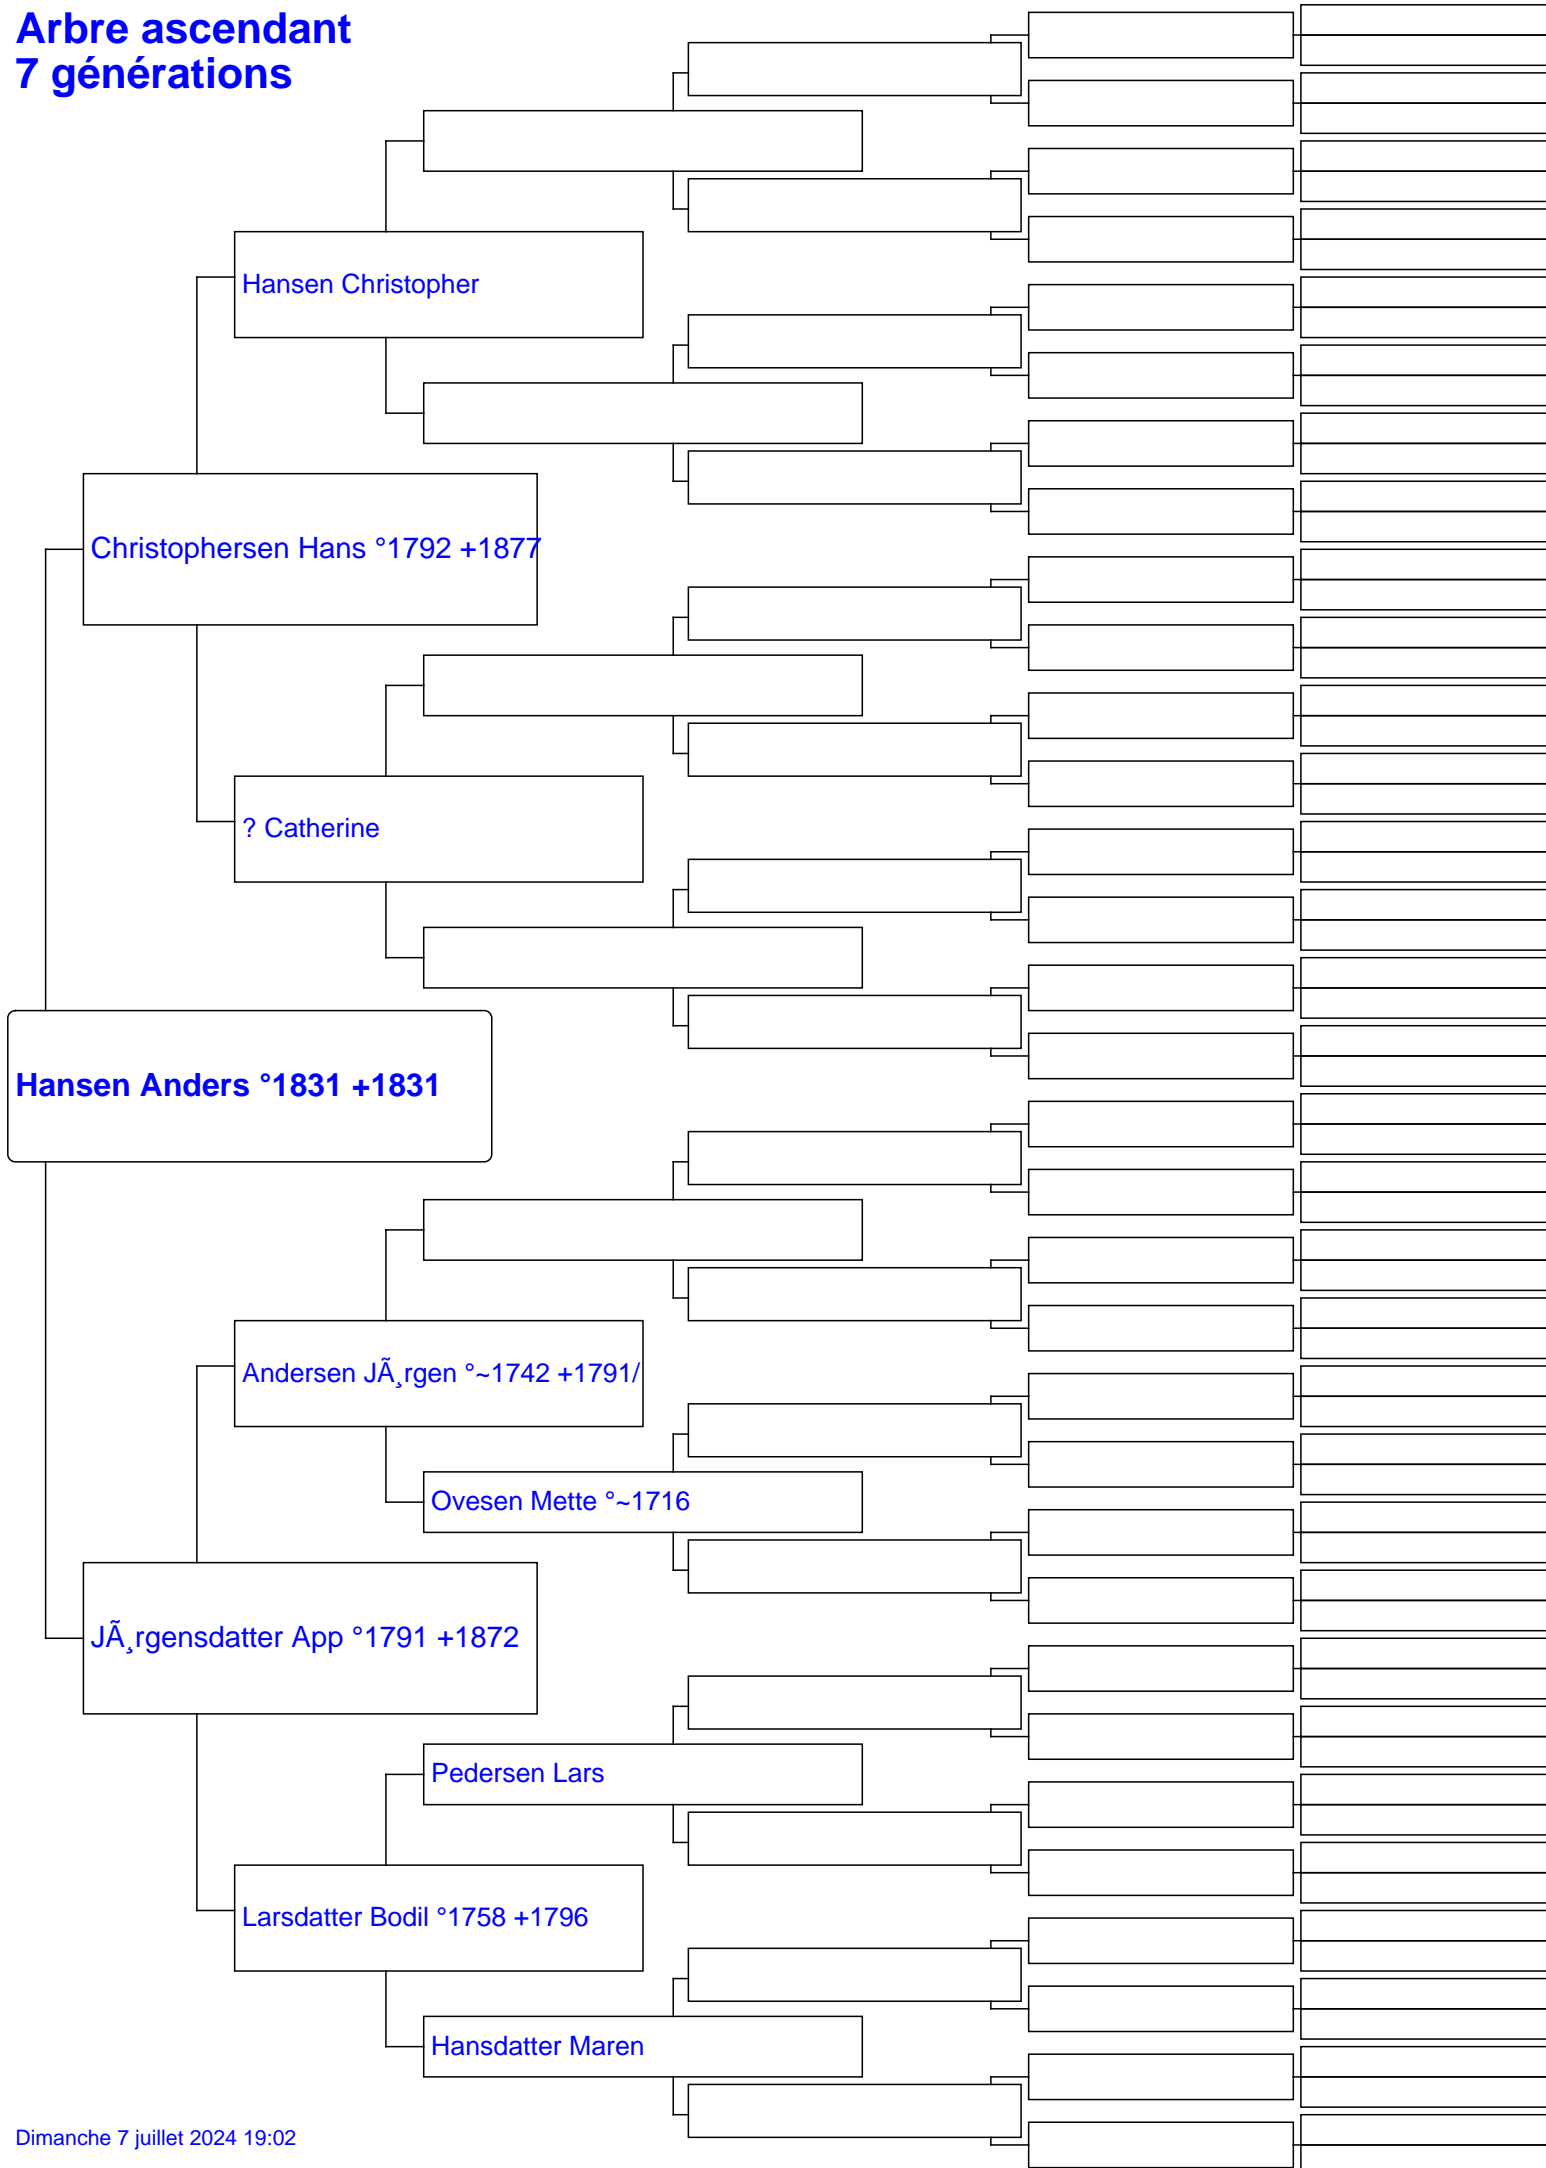 Arbre ascendant
7 générations
Hansen Christopher
Christophersen Hans °1792 +1877
? Catherine
Hansen Anders °1831 +1831
Andersen JÃ¸rgen °~1742 +1791/
Ovesen Mette °~1716
JÃ¸rgensdatter App °1791 +1872
Pedersen Lars
Larsdatter Bodil °1758 +1796
Hansdatter Maren
Dimanche 7 juillet 2024 19:02